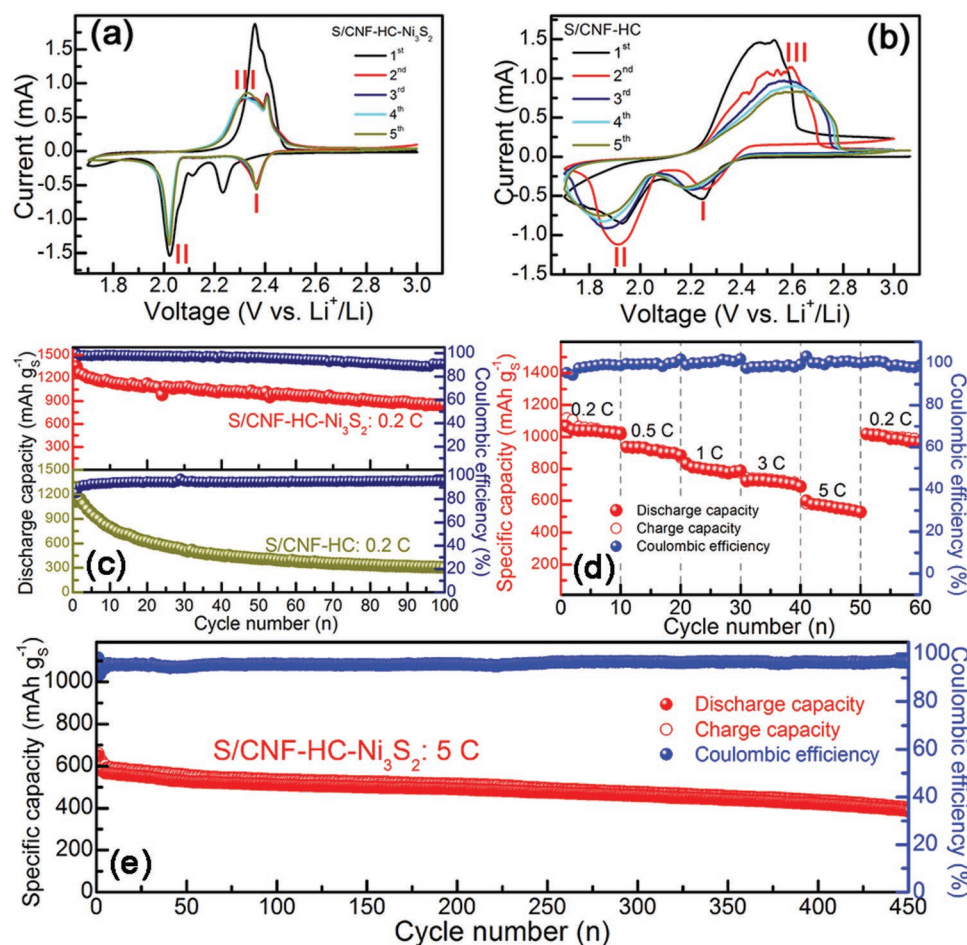 (a)
S/CNF-HC-Ni₃S₂
1ˢᵗ
2ⁿᵈ
3ʳᵈ
4ᵗʰ
5ᵗʰ
III
I
II
1.5
1.0
0.5
0.0
-0.5
-1.0
-1.5
Current (mA)
1.8 2.0 2.2 2.4 2.6 2.8 3.0
Voltage (V vs. Li⁺/Li)
(b)
S/CNF-HC
1ˢᵗ
2ⁿᵈ
3ʳᵈ
4ᵗʰ
5ᵗʰ
III
I
II
1.5
1.0
0.5
0.0
-0.5
-1.0
-1.5
Current (mA)
1.8 2.0 2.2 2.4 2.6 2.8 3.0
Voltage (V vs. Li⁺/Li)
(c)
Discharge capacity (mAh gₛ⁻¹)
1500
1200
900
600
300
S/CNF-HC-Ni₃S₂: 0.2 C
100
80
60
40
20
0
1500
1200
900
600
300
0
S/CNF-HC: 0.2 C
100
80
60
40
20
0
Coulombic efficiency (%)
0 10 20 30 40 50 60 70 80 90 100
Cycle number (n)
(d)
Specific capacity (mAh gₛ⁻¹)
1400
1200
1000
800
600
400
200
0.2 C
0.5 C
1 C
3 C
5 C
0.2 C
Discharge capacity
Charge capacity
Coulombic efficiency
100
80
60
40
20
0
Coulombic efficiency (%)
0 10 20 30 40 50 60
Cycle number (n)
(e)
Specific capacity (mAh gₛ⁻¹)
1000
800
600
400
200
0
S/CNF-HC-Ni₃S₂: 5 C
Discharge capacity
Charge capacity
Coulombic efficiency
100
80
60
40
20
0
Coulombic efficiency (%)
0 50 100 150 200 250 300 350 400 450
Cycle number (n)